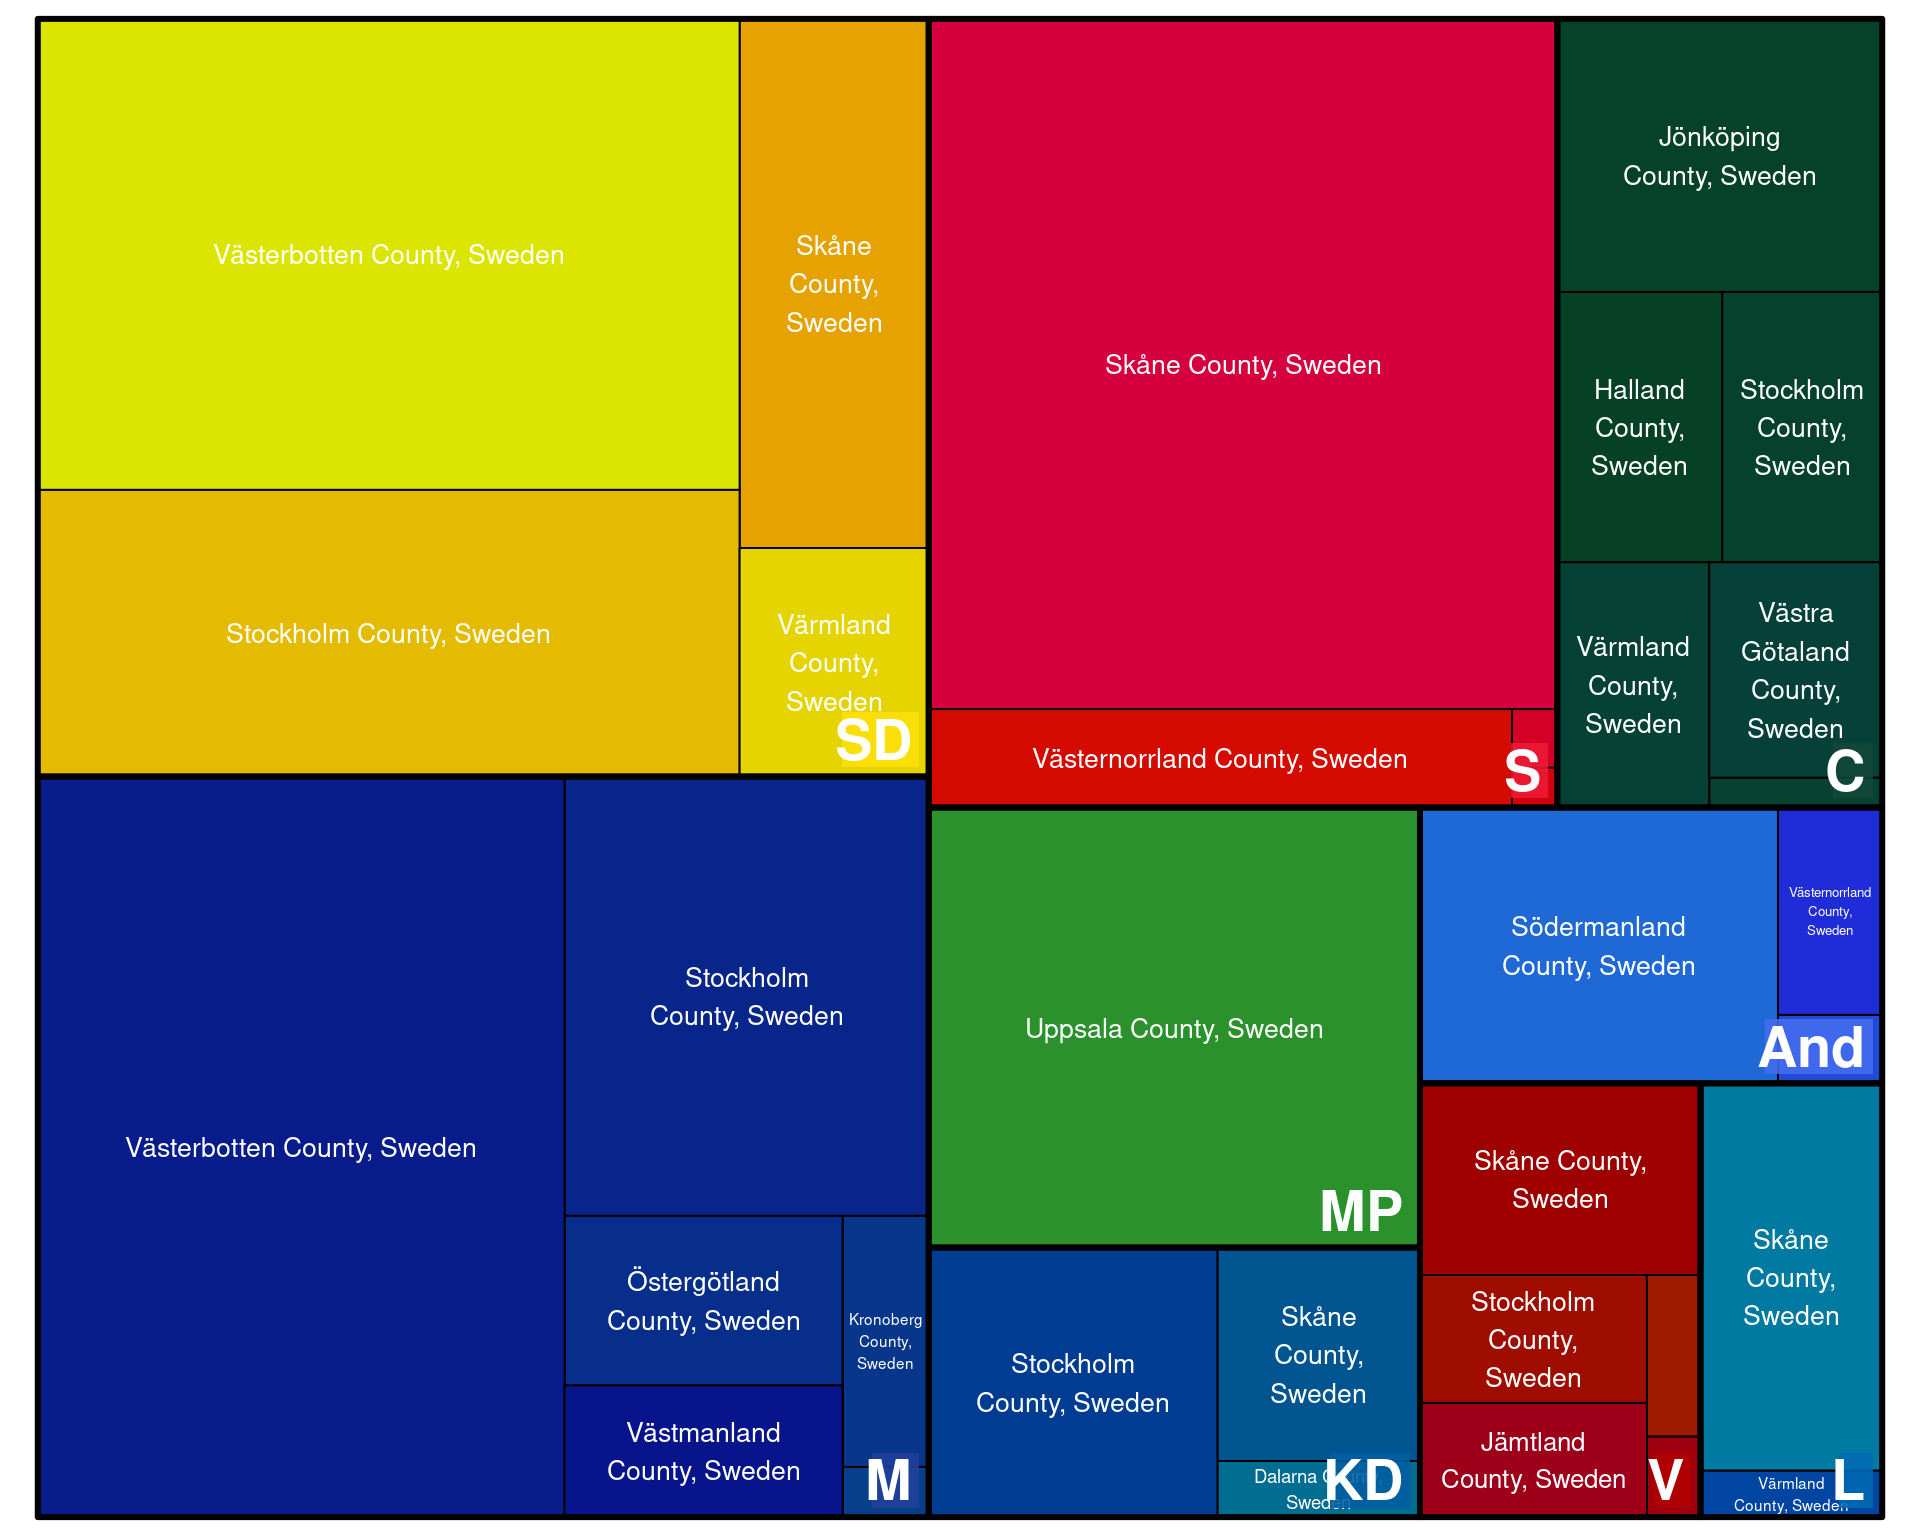 Västerbotten County, Sweden
Skåne
County,
Sweden
Stockholm County, Sweden
Värmland
County,
Sweden
SD
Skåne County, Sweden
Västernorrland County, Sweden
S
Jönköping
County, Sweden
Halland
County,
Sweden
Stockholm
County,
Sweden
Värmland
County,
Sweden
Västra
Götaland
County,
Sweden
C
Västerbotten County, Sweden
Stockholm
County, Sweden
Östergötland
County, Sweden
Kronoberg
County,
Sweden
Västmanland
County, Sweden
M
Uppsala County, Sweden
MP
Södermanland
County, Sweden
Västernorrland
County,
Sweden
And
Stockholm
County, Sweden
Skåne
County,
Sweden
Dalarna County,
Sweden
KD
Skåne County,
Sweden
Stockholm
County,
Sweden
Jämtland
County, Sweden
V
Skåne
County,
Sweden
Värmland
County, Sweden
L